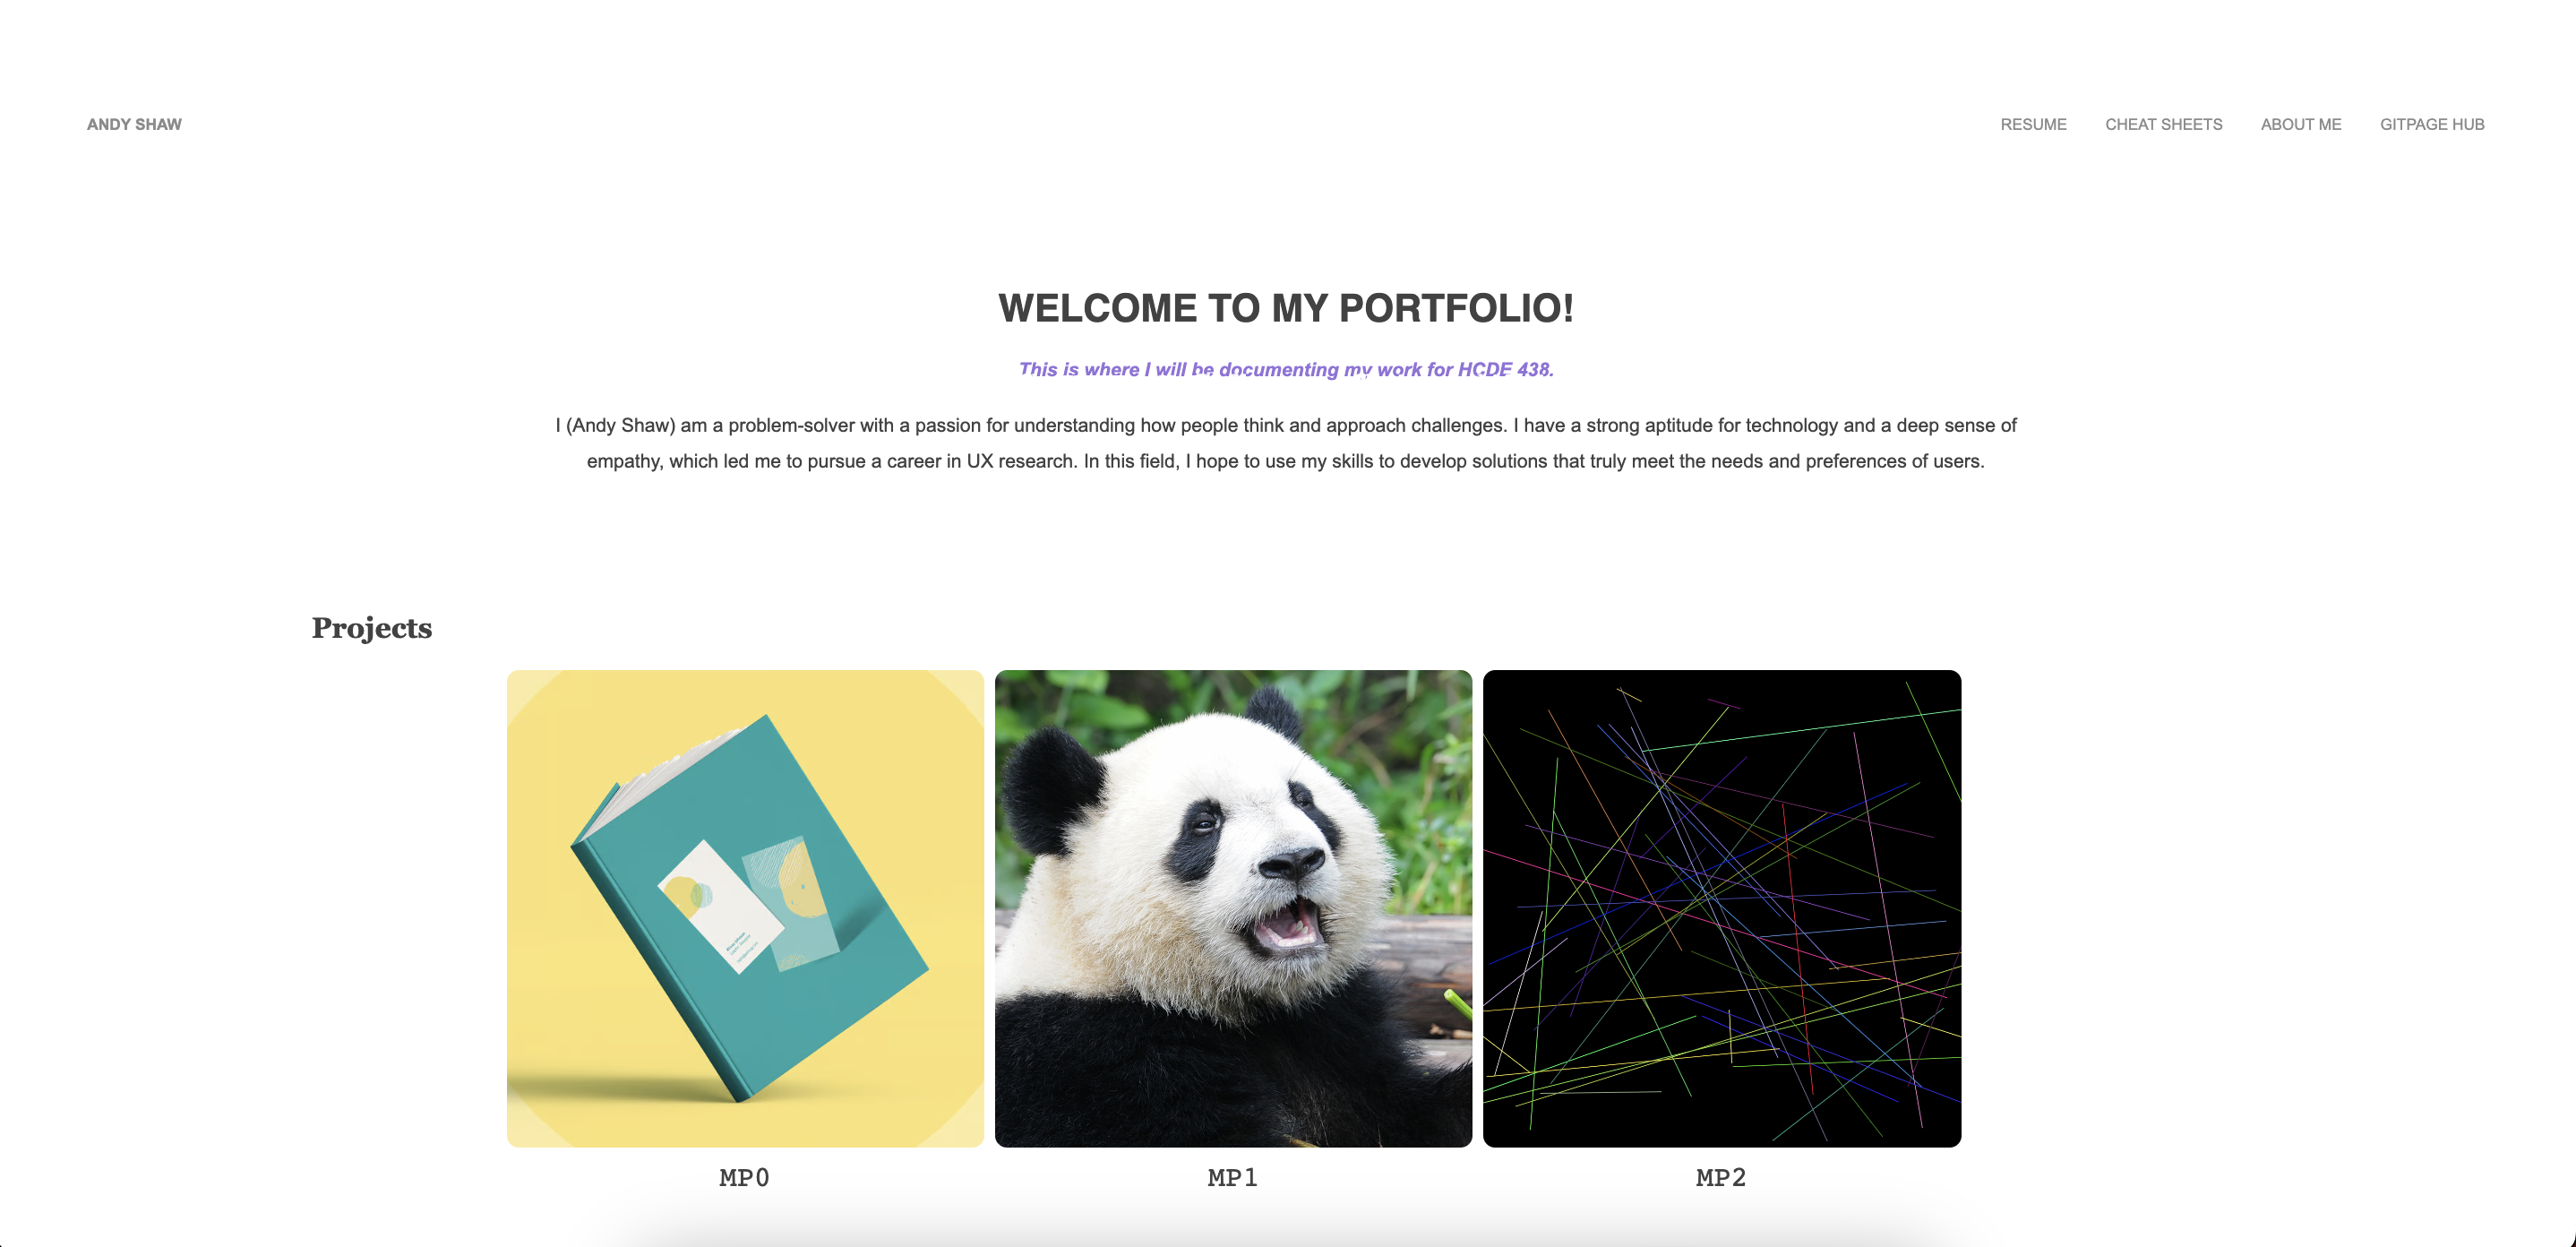 ANDY SHAW
RESUME CHEAT SHEETS ABOUT ME GITPAGE HUB
WELCOME TO MY PORTFOLIO!
This is where I will be documenting my work for HCDE 438.
I (Andy Shaw) am a problem-solver with a passion for understanding how people think and approach challenges. I have a strong aptitude for technology and a deep sense of
empathy, which led me to pursue a career in UX research. In this field, I hope to use my skills to develop solutions that truly meet the needs and preferences of users.
Projects
MP0 MP1 MP2